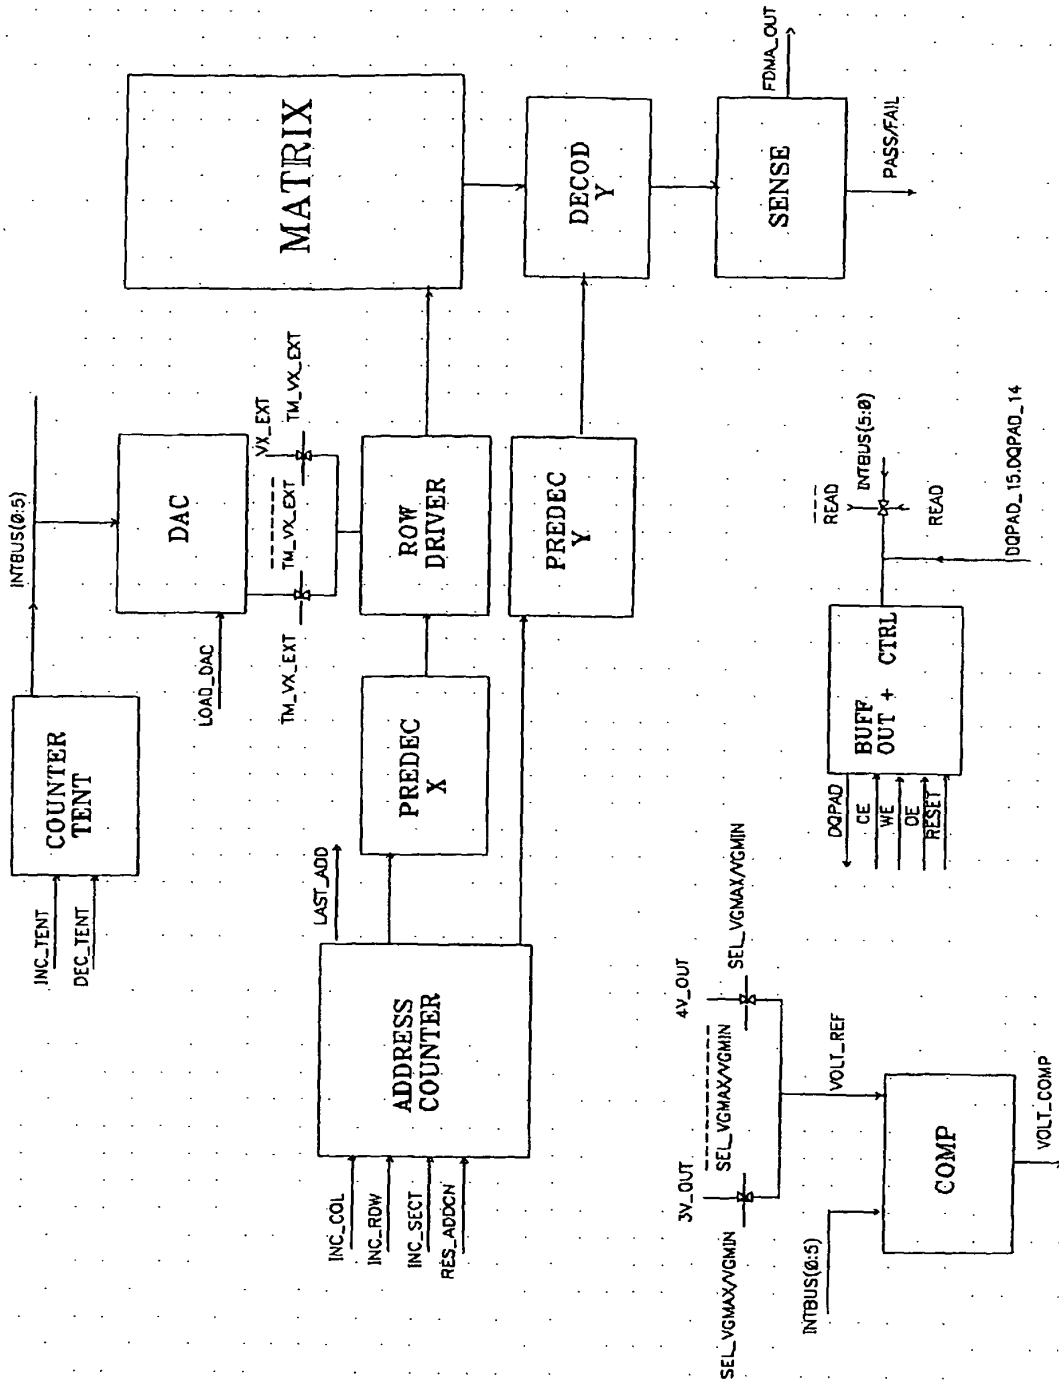 INC_TENT
DEC_TENT
COUNTER
TENT
INTBUS(0:5)
LOAD_DAC
DAC
MATRIX
TM_VX_EXT
TM_VX_EXT
VX_EXT
TM_VX_EXT
INC_COL
INC_ROW
INC_SECT
RES_ADDCN
ADDRESS
COUNTER
LAST_ADD
PREDEC
X
ROW
DRIVER
PREDEC
Y
DECOD
Y
SENSE
FDMA_OUT
PASS/FAIL
3V_OUT
4V_OUT
SEL_VGMAX/VGMIN
SEL_VGMAX/VGMIN
SEL_VGMAX/VGMIN
VOLT_REF
INTBUS(0:5)
COMP
VOLT_COMP
DQPAD
CE
WE
OE
RESET
BUFF
OUT + CTRL
READ
INTBUS(5:0)
READ
DQPAD_15.DQPAD_14